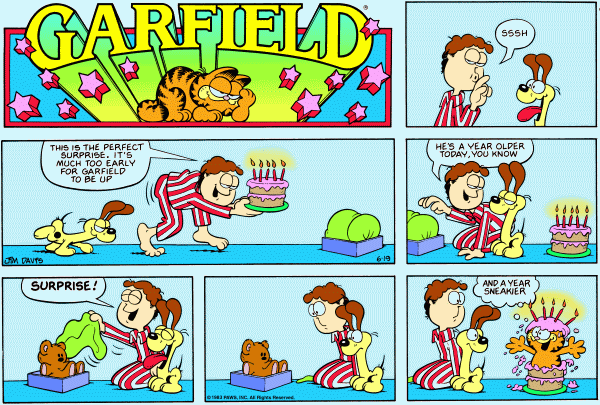 GARFIELD
®
SSSH
THIS IS THE PERFECT
SURPRISE. IT'S
MUCH TOO EARLY
FOR GARFIELD
TO BE UP
JIM DAVIS
6-19
HE'S A YEAR OLDER
TODAY, YOU KNOW
SURPRISE!
© 1983 PAWS, INC. All Rights Reserved.
AND A YEAR
SNEAKIER